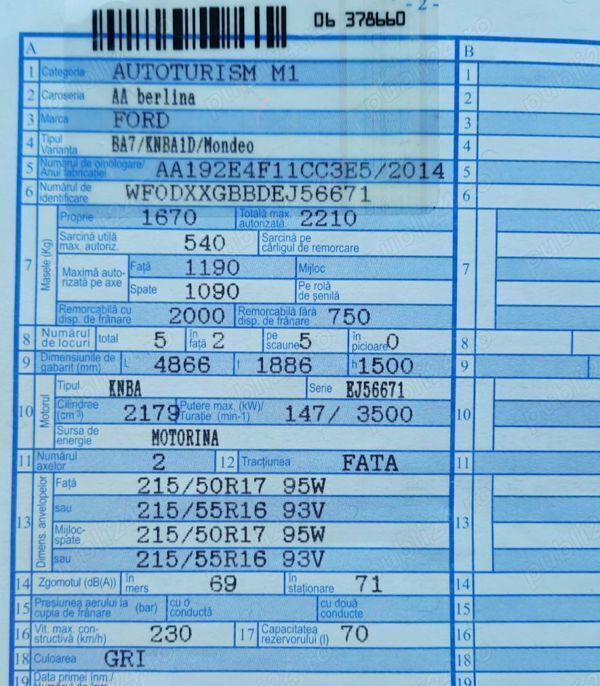 - 2 -
06 378660
A B
1 Categoria AUTOTURISM M1 1
2 Caroseria AA berlina 2
3 Marca FORD 3
4 Tipul Varianta BA7/KNBA1D/Mondeo 4
5 Numărul de omologare/ Anul fabricației AA192E4F11CC3E5/2014 5
6 Numărul de identificare WF0DXXGBBDEJ56671 6
7 Masele (Kg) Proprie 1670 Totală max. autorizată. 2210 7
Sarcină utilă max. autoriz. 540 Sarcină pe cârligul de remorcare
Maximă autorizată pe axe Față 1190 Mijloc
Spate 1090 Pe rolă de șenilă
Remorcabilă cu disp. de frânare 2000 Remorcabilă fără disp. de frânare 750
8 Numărul de locuri total 5 în față 2 pe scaune 5 în picioare 0 8
9 Dimensiunile de gabarit (mm) L 4866 l 1886 h 1500 9
10 Motorul Tipul KNBA Serie EJ56671 10
Cilindree (cm³) 2179 Putere max. (kW)/ Turație (min-1) 147/ 3500
Sursa de energie MOTORINA
11 Numărul axelor 2 12 Tracțiunea FATA 11
13 Dimens. anvelopelor Față 215/50R17 95W 13
sau 215/55R16 93V
Mijloc-spate 215/50R17 95W
sau 215/55R16 93V
14 Zgomotul (dB(A)) în mers 69 în staționare 71 14
15 Presiunea aerului la cupla de frânare (bar) cu o conductă cu două conducte 15
16 Vit. max. constructivă (km/h) 230 17 Capacitatea rezervorului (l) 70 16
18 Culoarea GRI 18
19 Data primei înm./ 19